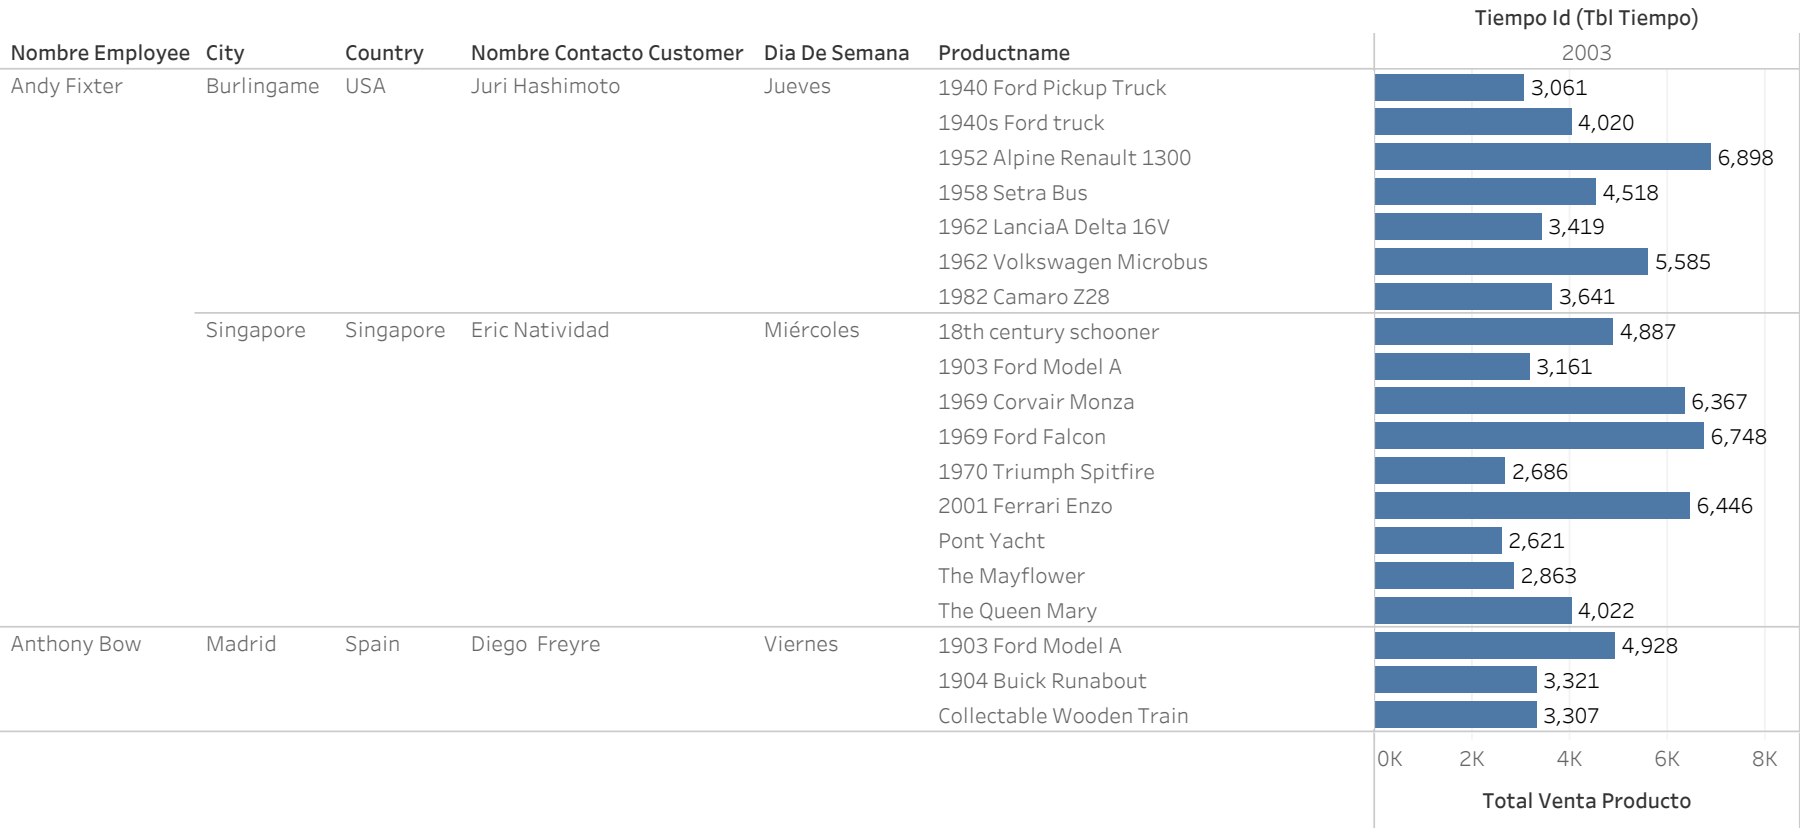 Tiempo Id (Tbl Tiempo)
Nombre Employee City Country Nombre Contacto Customer Dia De Semana Productname 2003
Andy Fixter Burlingame USA Juri Hashimoto Jueves 1940 Ford Pickup Truck 3,061
1940s Ford truck 4,020
1952 Alpine Renault 1300 6,898
1958 Setra Bus 4,518
1962 LanciaA Delta 16V 3,419
1962 Volkswagen Microbus 5,585
1982 Camaro Z28 3,641
Singapore Singapore Eric Natividad Miércoles 18th century schooner 4,887
1903 Ford Model A 3,161
1969 Corvair Monza 6,367
1969 Ford Falcon 6,748
1970 Triumph Spitfire 2,686
2001 Ferrari Enzo 6,446
Pont Yacht 2,621
The Mayflower 2,863
The Queen Mary 4,022
Anthony Bow Madrid Spain Diego  Freyre Viernes 1903 Ford Model A 4,928
1904 Buick Runabout 3,321
Collectable Wooden Train 3,307
0K 2K 4K 6K 8K
Total Venta Producto